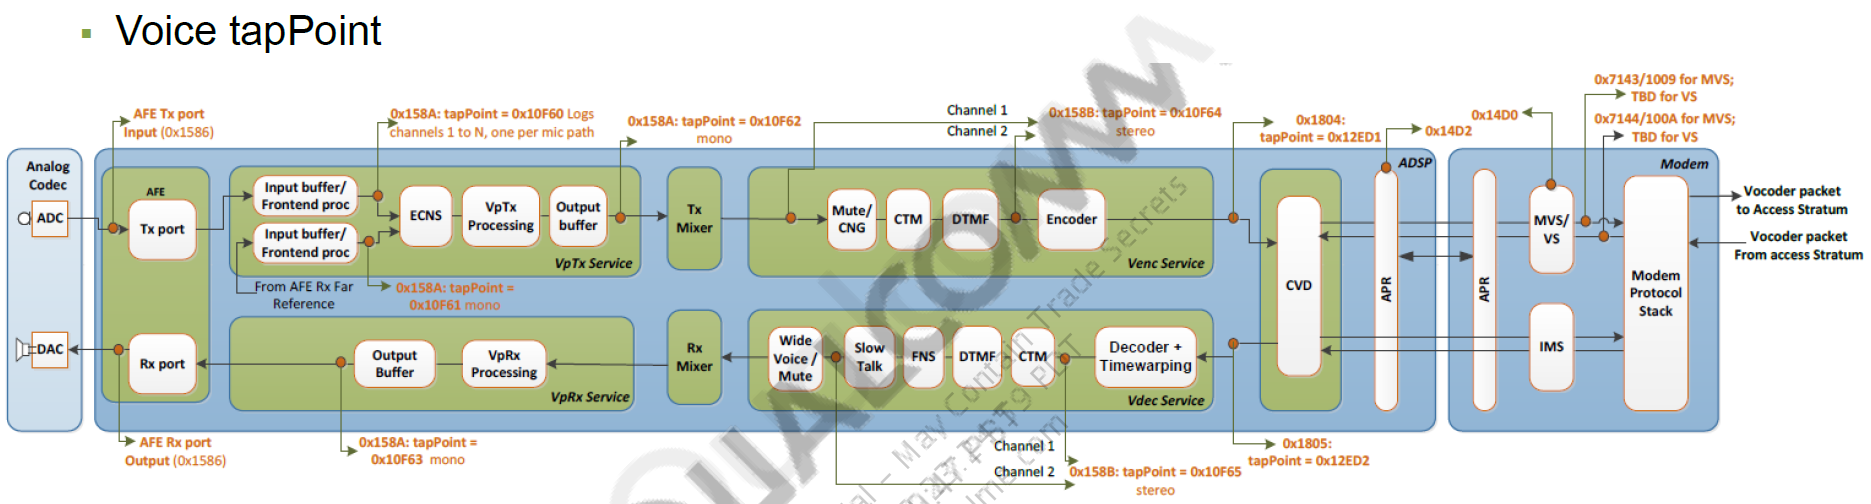 Voice tapPoint
AFE Tx port
Input (0x1586)
0x158A: tapPoint = 0x10F60 Logs
channels 1 to N, one per mic path
0x158A: tapPoint = 0x10F62
mono
Channel 1
Channel 2
0x158B: tapPoint = 0x10F64
stereo
0x1804:
tapPoint = 0x12ED1
0x14D2
0x14D0
0x7143/1009 for MVS;
TBD for VS
0x7144/100A for MVS;
TBD for VS
Analog
Codec
ADC
DAC
AFE
Tx port
Rx port
Input buffer/
Frontend proc
Input buffer/
Frontend proc
From AFE Rx Far
Reference
ECNS
VpTx
Processing
Output
buffer
VpTx Service
0x158A: tapPoint =
0x10F61 mono
Tx
Mixer
Mute/
CNG
CTM
DTMF
Encoder
Venc Service
CVD
ADSP
APR
APR
Modem
MVS/
VS
IMS
Modem
Protocol
Stack
Vocoder packet
to Access Stratum
Vocoder packet
From access Stratum
Output
Buffer
VpRx
Processing
VpRx Service
Rx
Mixer
Wide
Voice /
Mute
Slow
Talk
FNS
DTMF
CTM
Decoder +
Timewarping
Vdec Service
AFE Rx port
Output (0x1586)
0x158A: tapPoint =
0x10F63 mono
Channel 1
Channel 2
0x158B: tapPoint = 0x10F65
stereo
0x1805:
tapPoint = 0x12ED2
QUALCOMM
May Contain Trade Secrets